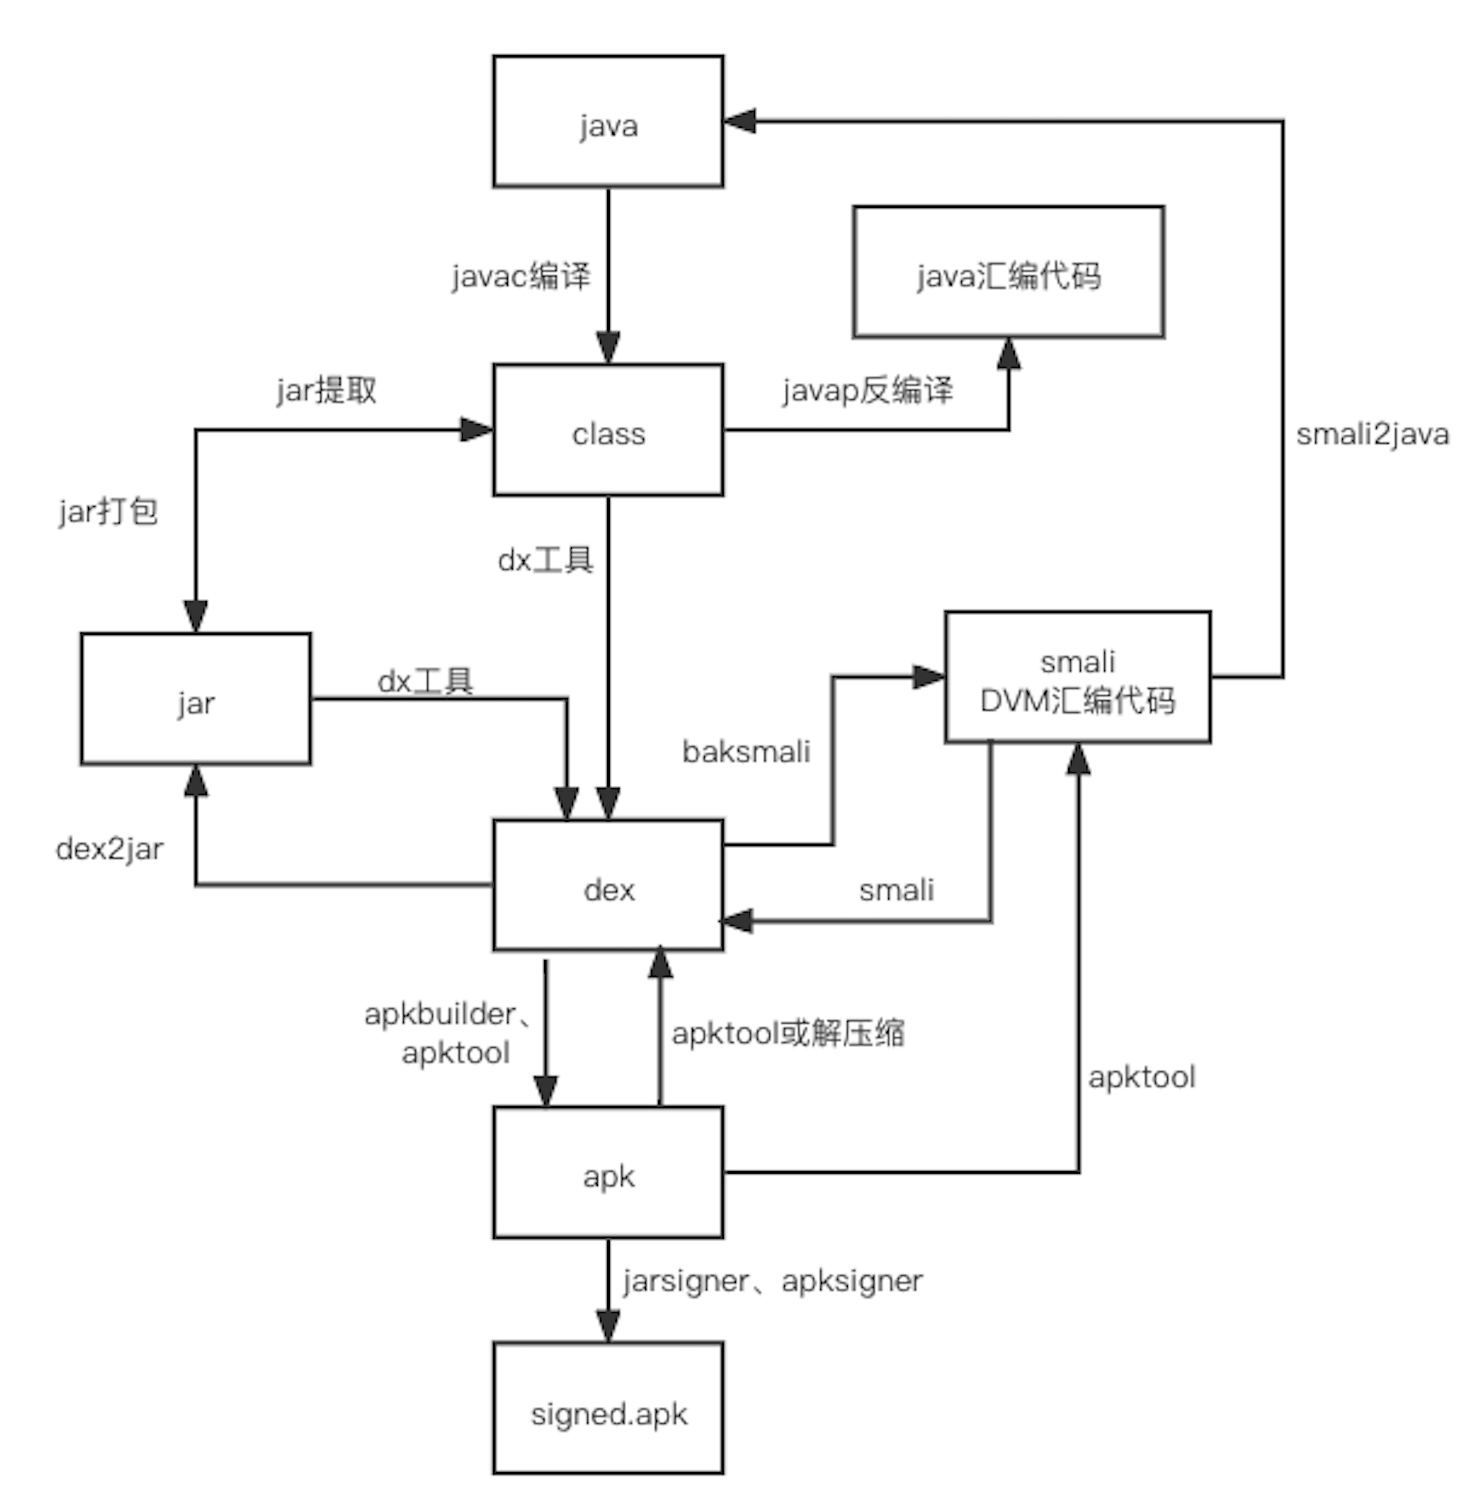 java
java汇编代码
javac编译
jar提取
javap反编译
class
smali2java
jar打包
dx工具
smali
DVM汇编代码
dx工具
jar
baksmali
dex2jar
dex
smali
apkbuilder、
apktool
apktool或解压缩
apktool
apk
jarsigner、apksigner
signed.apk